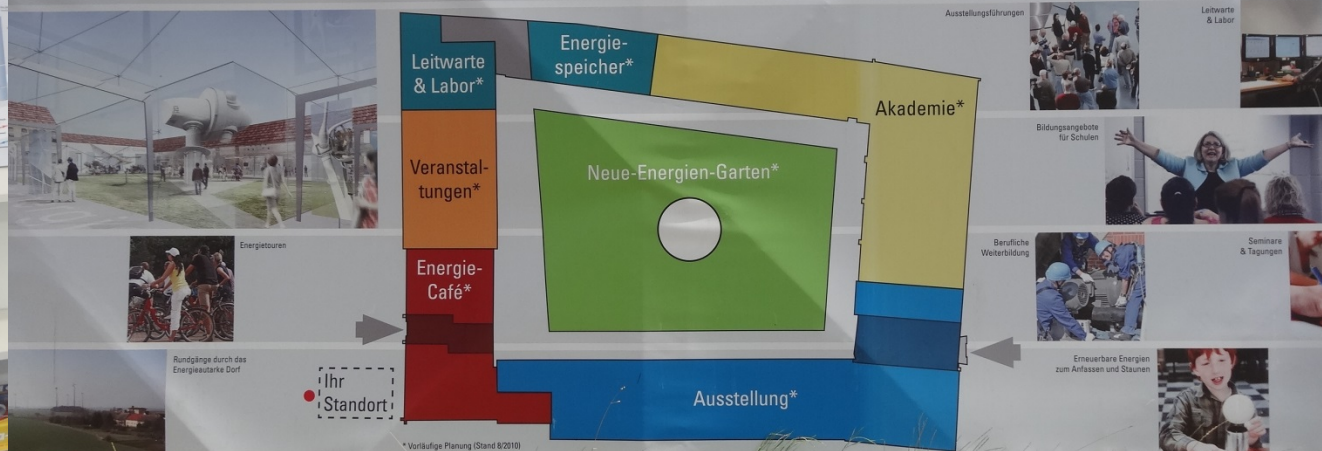 Ausstellungsführungen
Leitwarte
& Labor
Leitwarte
& Labor*
Energie-
speicher*
Akademie*
Bildungsangebote
für Schulen
Veranstal-
tungen*
Neue-Energien-Garten*
Energietouren
Energie-
Café*
Berufliche
Weiterbildung
Seminare
& Tagungen
Rundgänge durch das
Energieautarke Dorf
Ihr
Standort
Ausstellung*
Erneuerbare Energien
zum Anfassen und Staunen
* Vorläufige Planung (Stand 8/2010)